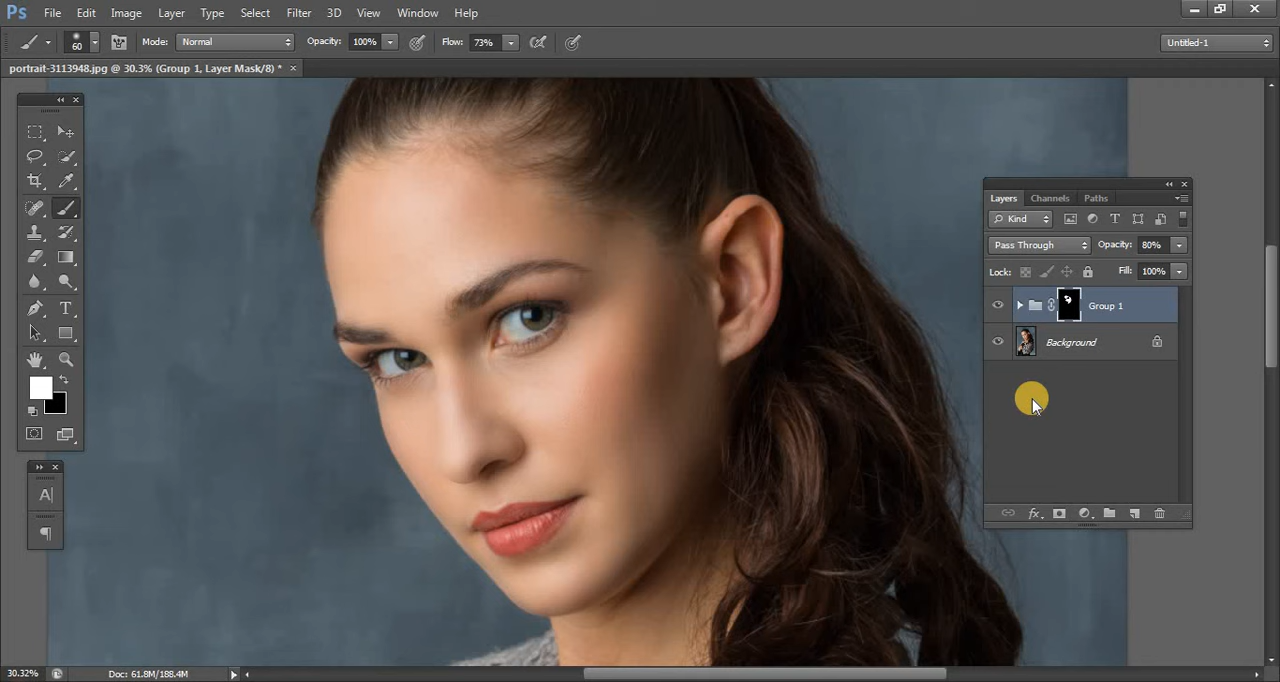 Ps File Edit Image Layer Type Select Filter 3D View Window Help
60 Mode: Normal Opacity: 100% Flow: 73% Untitled-1
portrait-3113948.jpg @ 30.3% (Group 1, Layer Mask/8) * ×
Layers Channels Paths
Kind T
Pass Through Opacity: 80%
Lock: Fill: 100%
Group 1
Background
fx
T
A
30.32% Doc: 61.8M/188.4M